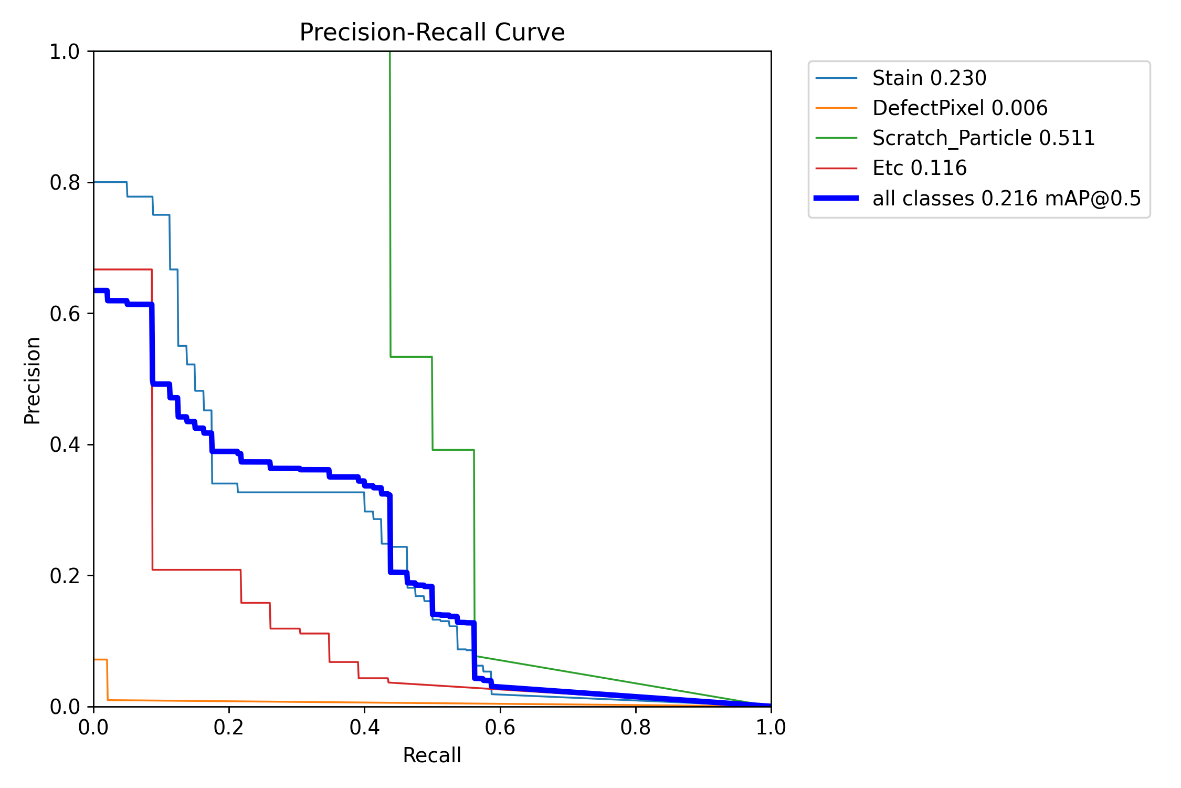 Precision-Recall Curve
1.0
0.8
0.6
0.4
0.2
0.0
Precision
0.0 0.2 0.4 0.6 0.8 1.0
Recall
Stain 0.230
DefectPixel 0.006
Scratch_Particle 0.511
Etc 0.116
all classes 0.216 mAP@0.5